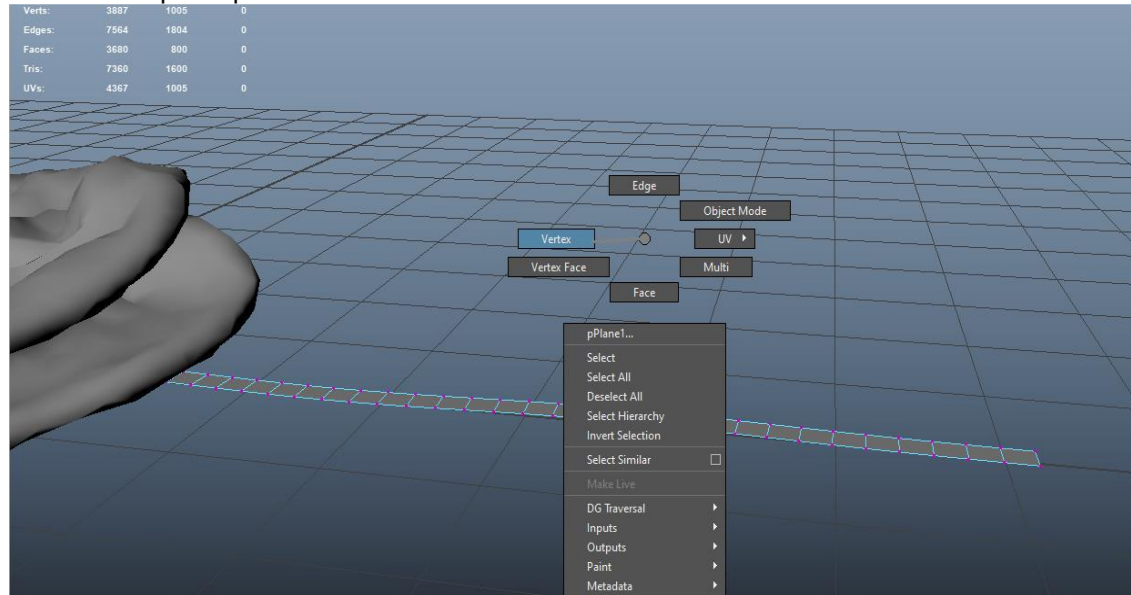 Verts: 3887 1005 0
Edges: 7564 1804 0
Faces: 3680 800 0
Tris: 7360 1600 0
UVs: 4367 1005 0
Edge
Object Mode
Vertex
UV
Vertex Face
Multi
Face
pPlane1...
Select
Select All
Deselect All
Select Hierarchy
Invert Selection
Select Similar
Make Live
DG Traversal
Inputs
Outputs
Paint
Metadata